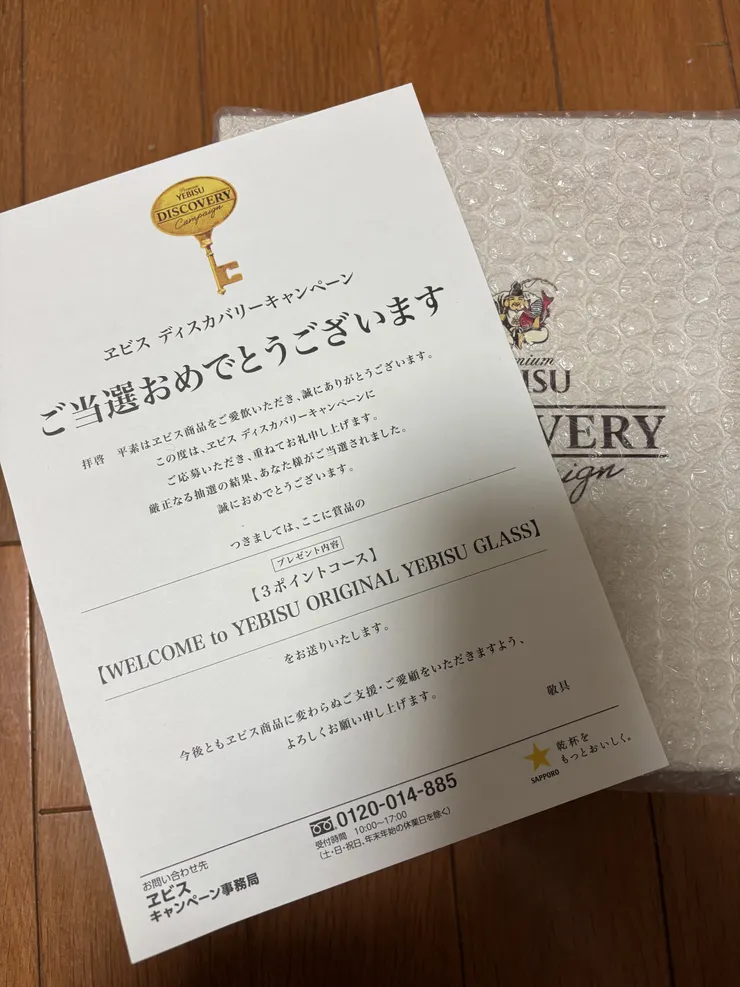 Premium
YEBISU
DISCOVERY
Campaign
ヱビス ディスカバリーキャンペーン
ご当選おめでとうございます
拝啓 平素はヱビス商品をご愛飲いただき、誠にありがとうございます。
この度は、ヱビス ディスカバリーキャンペーンに
ご応募いただき、重ねてお礼申し上げます。
厳正なる抽選の結果、あなた様がご当選されました。
誠におめでとうございます。
つきましては、ここに賞品の
プレゼント内容
【3ポイントコース】
【WELCOME to YEBISU ORIGINAL YEBISU GLASS】
をお送りいたします。
今後ともヱビス商品に変わらぬご支援・ご愛顧をいただきますよう、
よろしくお願い申し上げます。
敬具
SAPPORO
乾杯を
もっとおいしく。
お問い合わせ先
ヱビス
キャンペーン事務局
0120-014-885
受付時間 10:00〜17:00
(土・日・祝日、年末年始の休業日を除く)
mium
ISU
VERY
ign